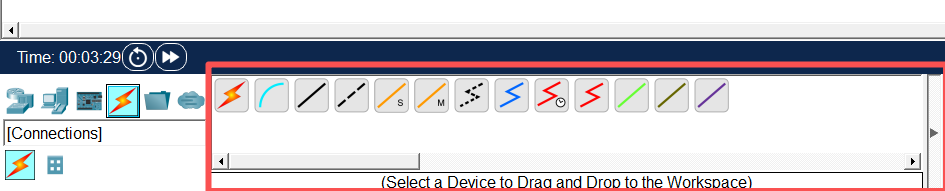 Time: 00:03:29
S
M
[Connections]
(Select a Device to Drag and Drop to the Workspace)